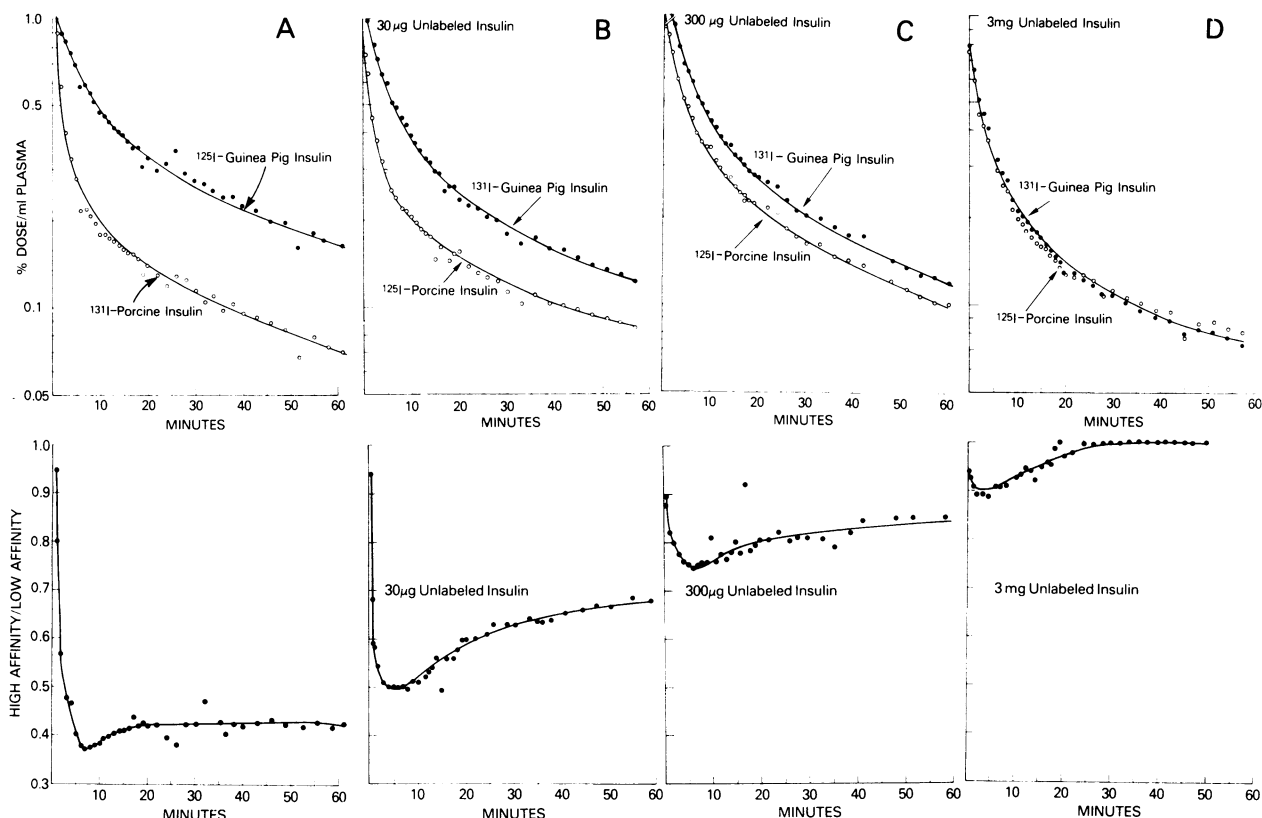 A
1.0
0.5
0.1
0.05
% DOSE/ml PLASMA
125I-Guinea Pig Insulin
131I-Porcine Insulin
10 20 30 40 50 60
MINUTES
30 µg Unlabeled Insulin
B
131I-Guinea Pig Insulin
125I-Porcine Insulin
10 20 30 40 50 60
MINUTES
300 µg Unlabeled Insulin
C
131I-Guinea Pig Insulin
125I-Porcine Insulin
10 20 30 40 50 60
MINUTES
3mg Unlabeled Insulin
D
131I-Guinea Pig Insulin
125I-Porcine Insulin
10 20 30 40 50 60
MINUTES
1.0
0.9
0.8
0.7
0.6
0.5
0.4
0.3
HIGH AFFINITY/LOW AFFINITY
10 20 30 40 50 60
MINUTES
30µg Unlabeled Insulin
10 20 30 40 50 60
MINUTES
300µg Unlabeled Insulin
10 20 30 40 50 60
MINUTES
3 mg Unlabeled Insulin
10 20 30 40 50 60
MINUTES